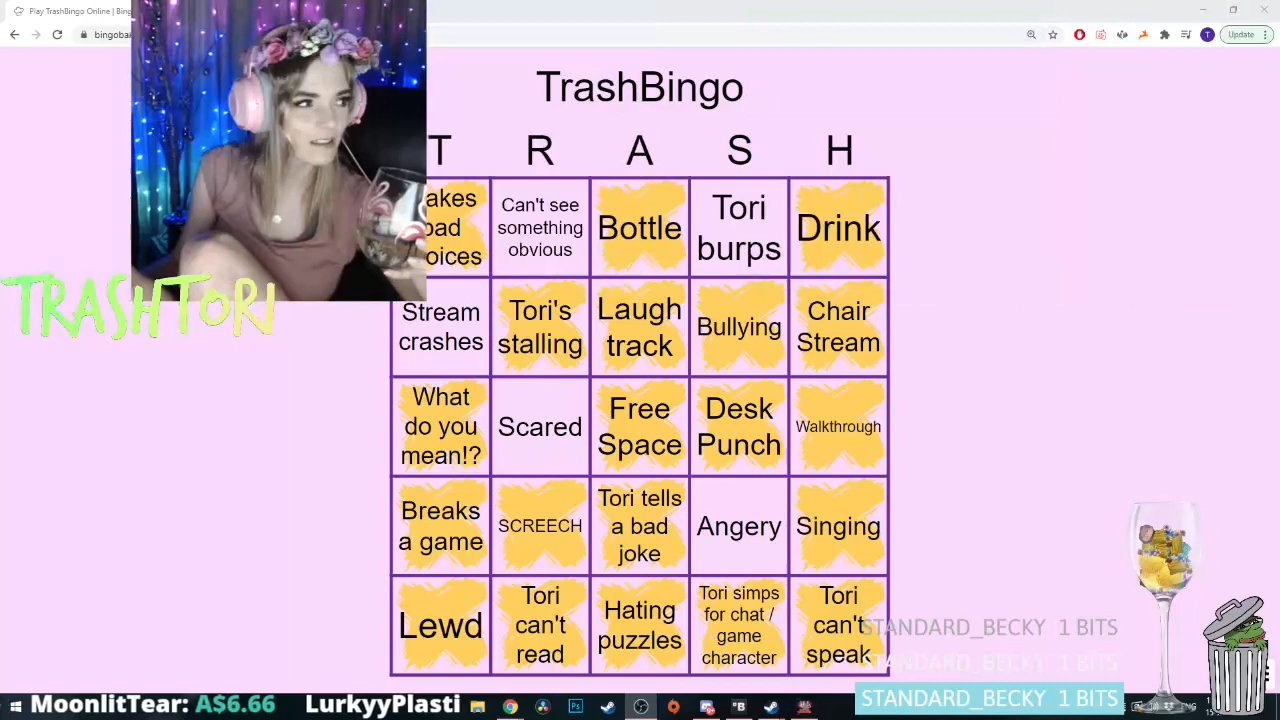 Play TrashBingo Online | Bing
bingoba
Update
TrashBingo
T R A S H
akes
bad
oices
Can't see
something
obvious
Bottle
Tori
burps
Drink
TRASHTORI
Stream
crashes
Tori's
stalling
Laugh
track
Bullying
Chair
Stream
What
do you
mean!?
Scared
Free
Space
Desk
Punch
Walkthrough
Breaks
a game
SCREECH
Tori tells
a bad
joke
Angery
Singing
Lewd
Tori
can't
read
Hating
puzzles
Tori simps
for chat /
game
character
Tori
can't
speak
STANDARD_BECKY 1 BITS
STANDARD_BECKY 1 BITS
STANDARD_BECKY 1 BITS
MoonlitTear: A$6.66 LurkyyPlasti